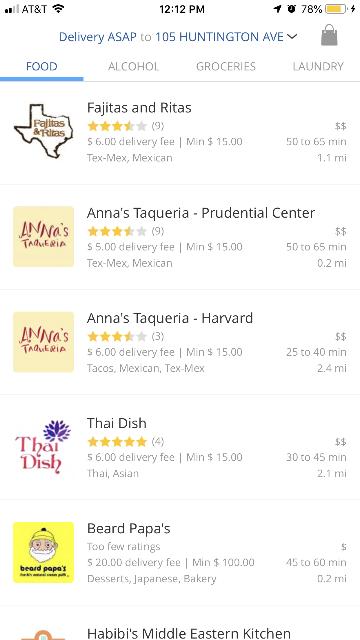 AT&T 12:12 PM 78%
Delivery ASAP to 105 HUNTINGTON AVE
FOOD ALCOHOL GROCERIES LAUNDRY
Fajitas & Ritas
Fajitas and Ritas
(9) $$
$ 6.00 delivery fee | Min $ 15.00 50 to 65 min
Tex-Mex, Mexican 1.1 mi
ANNA'S TAQUERIA
Anna's Taqueria - Prudential Center
(9) $$
$ 5.00 delivery fee | Min $ 15.00 50 to 65 min
Tex-Mex, Mexican 0.2 mi
ANNA'S TAQUERIA
Anna's Taqueria - Harvard
(3) $$
$ 6.00 delivery fee | Min $ 15.00 25 to 40 min
Tacos, Mexican, Tex-Mex 2.4 mi
Thai Dish
Thai Dish
(4) $$
$ 6.00 delivery fee | Min $ 15.00 30 to 45 min
Thai, Asian 2.1 mi
beard papa's
Beard Papa's
Too few ratings $
$ 20.00 delivery fee | Min $ 100.00 45 to 60 min
Desserts, Japanese, Bakery 0.2 mi
Habibi's Middle Eastern Kitchen